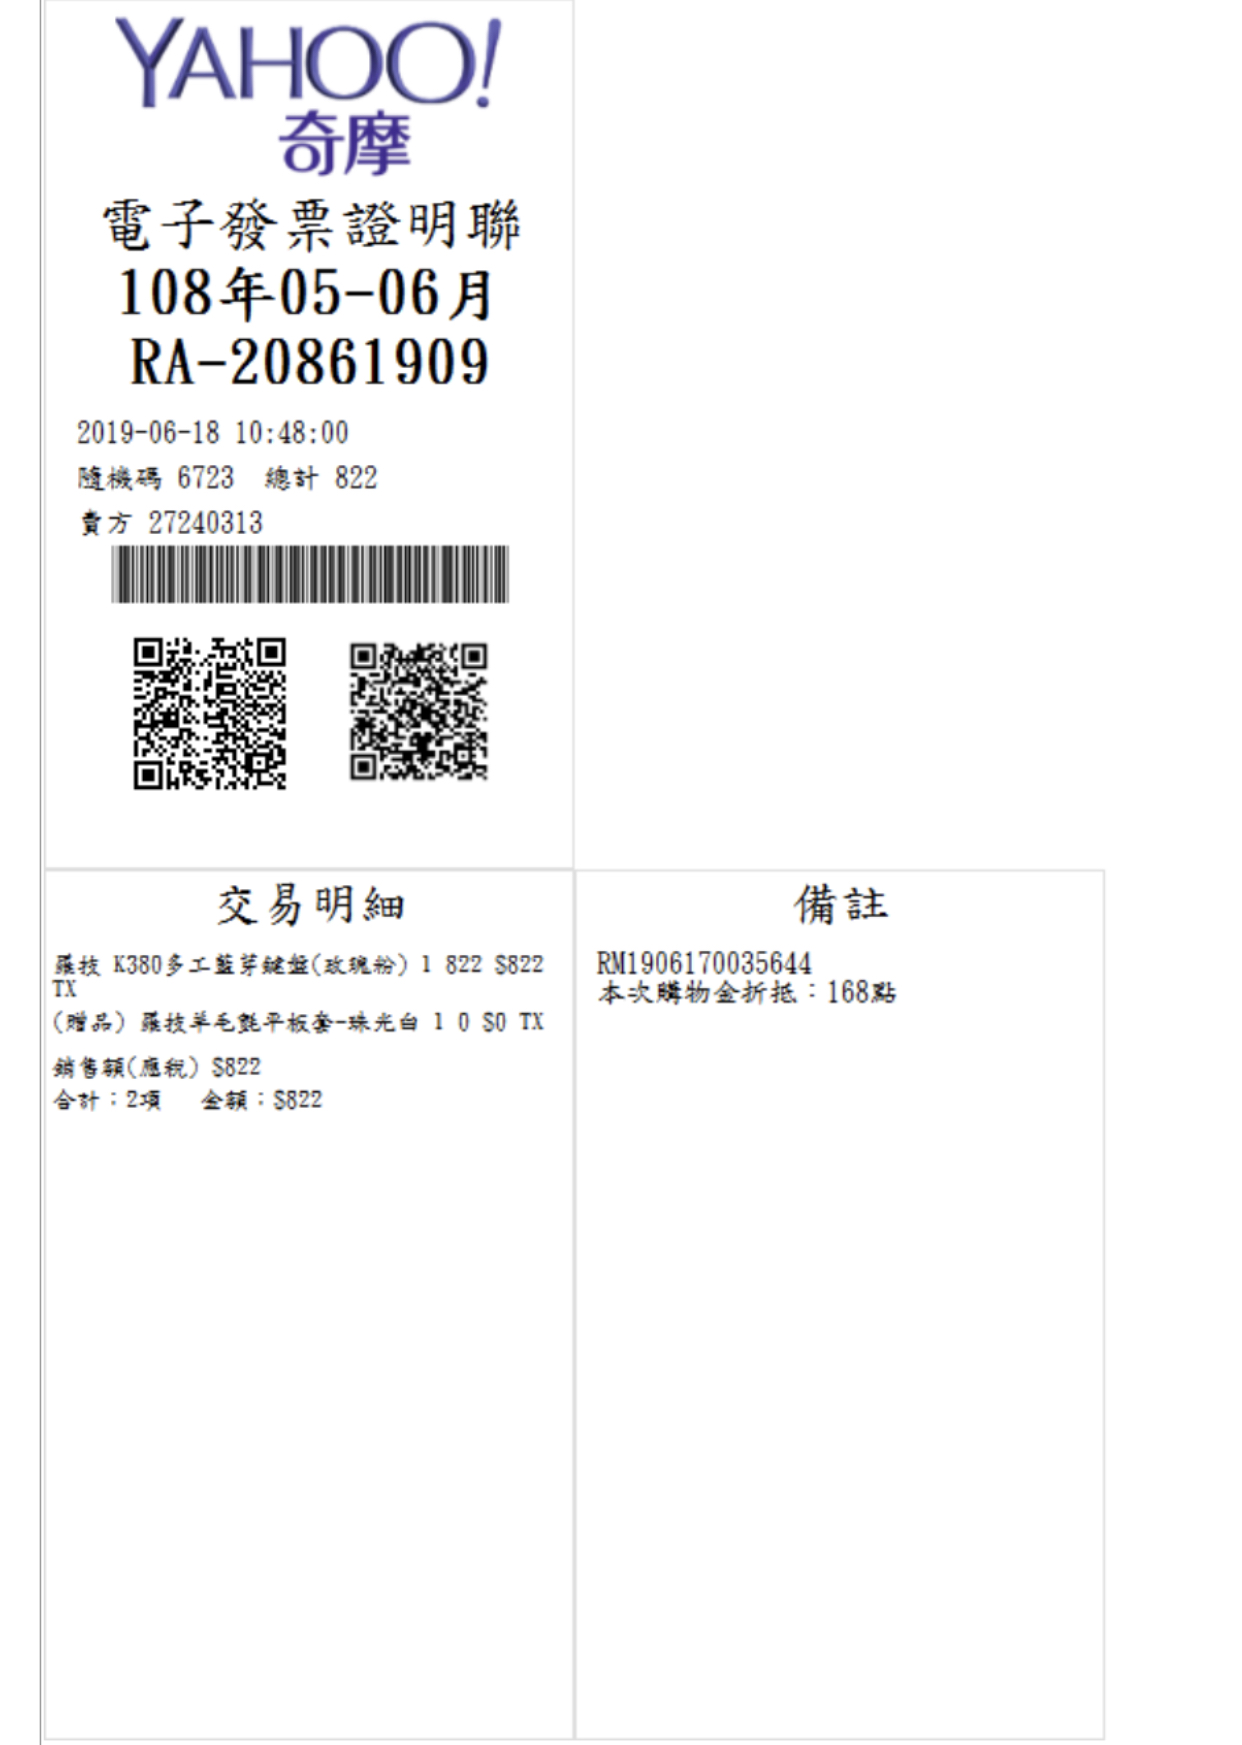 YAHOO!
奇摩
電子發票證明聯
108年05-06月
RA-20861909
2019-06-18 10:48:00
隨機碼 6723 總計 822
賣方 27240313
交易明細
羅技 K380多工藍芽鍵盤(玫瑰粉) 1 822 $822
TX
(贈品) 羅技羊毛氈平板套-珠光白 1 0 $0 TX
銷售額(應稅) $822
合計：2項 金額：$822
備註
RM1906170035644
本次購物金折抵：168點